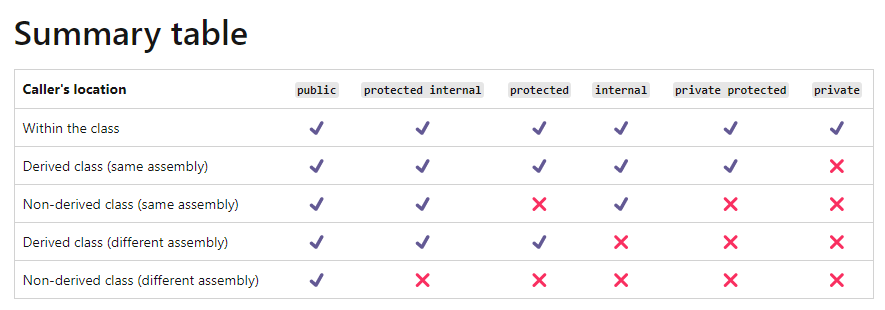 Summary table
Caller's location public protected internal protected internal private protected private
Within the class ✔ ✔ ✔ ✔ ✔ ✔
Derived class (same assembly) ✔ ✔ ✔ ✔ ✔ ❌
Non-derived class (same assembly) ✔ ✔ ❌ ✔ ❌ ❌
Derived class (different assembly) ✔ ✔ ✔ ❌ ❌ ❌
Non-derived class (different assembly) ✔ ❌ ❌ ❌ ❌ ❌